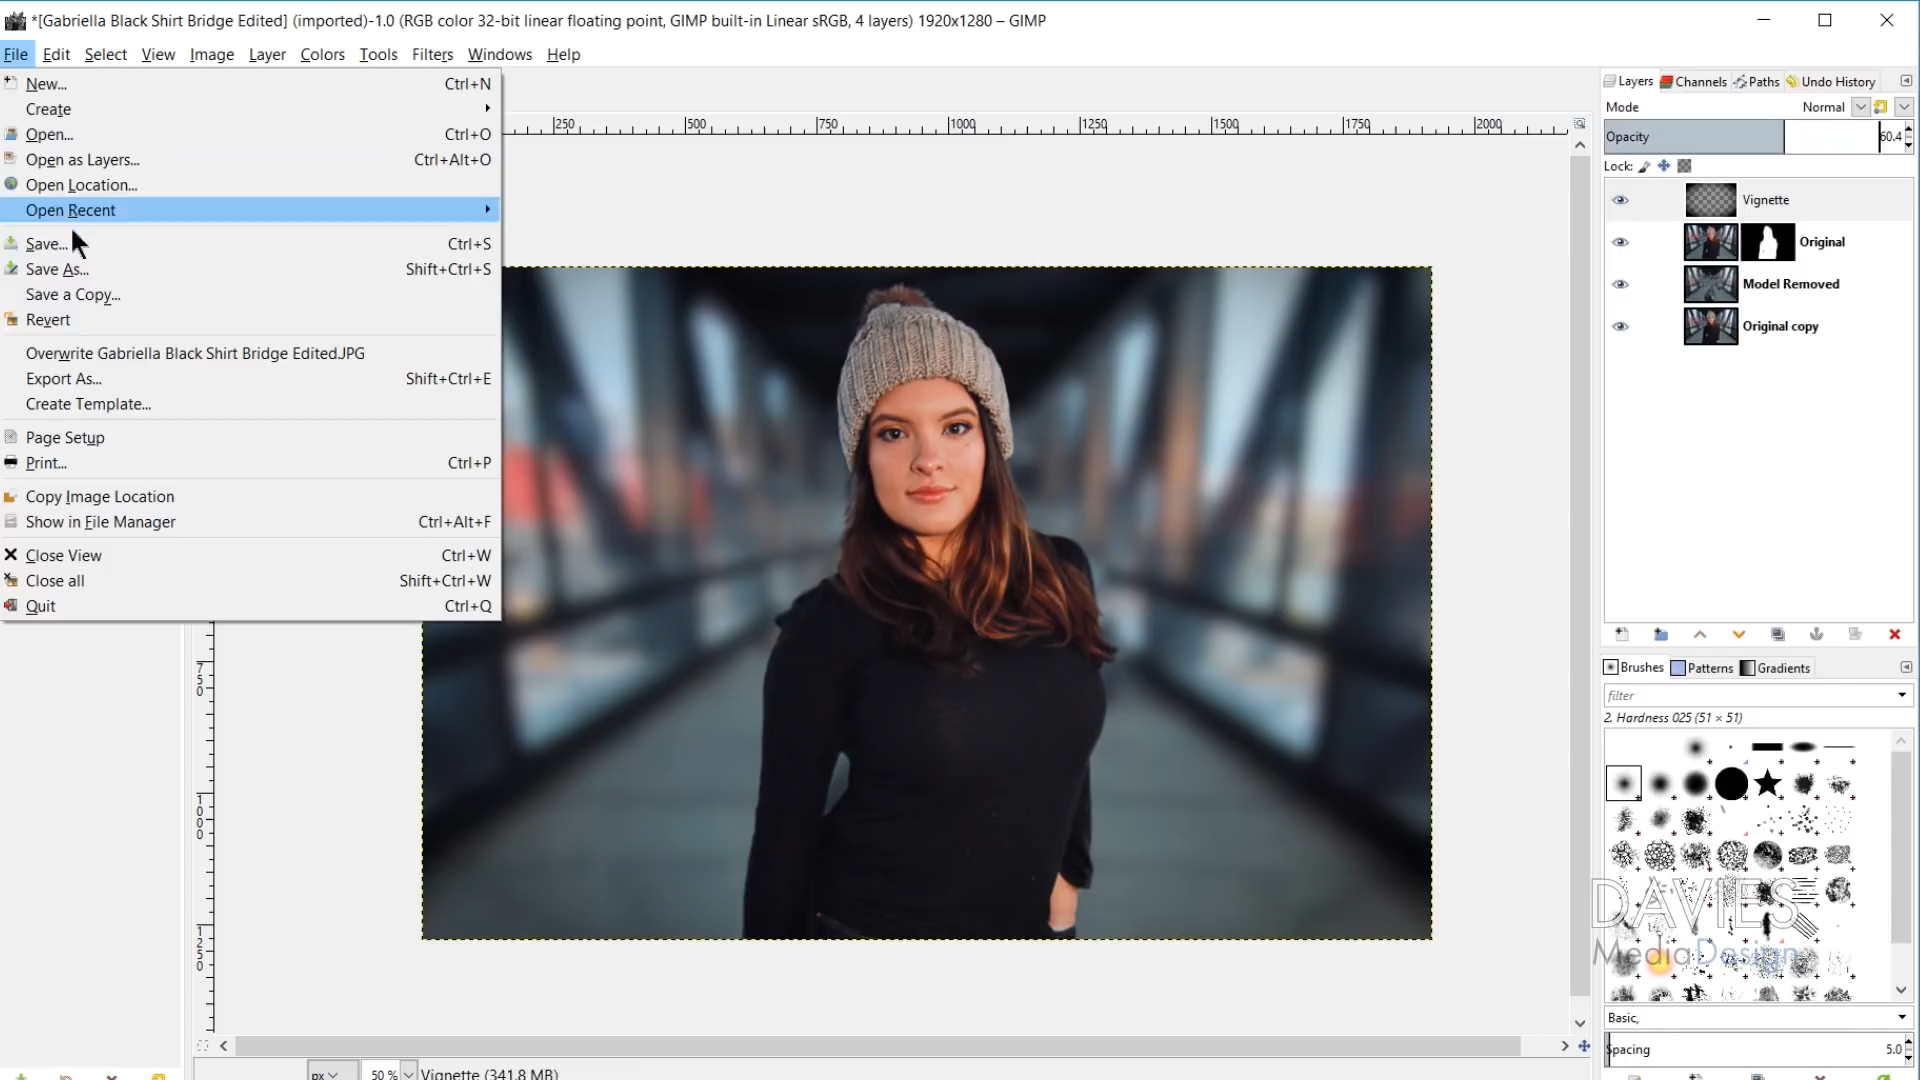 *[Gabriella Black Shirt Bridge Edited] (imported)-1.0 (RGB color 32-bit linear floating point, GIMP built-in Linear sRGB, 4 layers) 1920x1280 – GIMP
File Edit Select View Image Layer Colors Tools Filters Windows Help
New... Ctrl+N
Create
Open... Ctrl+O
Open as Layers... Ctrl+Alt+O
Open Location...
Open Recent
Save... Ctrl+S
Save As... Shift+Ctrl+S
Save a Copy...
Revert
Overwrite Gabriella Black Shirt Bridge Edited.JPG
Export As... Shift+Ctrl+E
Create Template...
Page Setup
Print... Ctrl+P
Copy Image Location
Show in File Manager Ctrl+Alt+F
Close View Ctrl+W
Close all Shift+Ctrl+W
Quit Ctrl+Q
250 500 750 1000 1250 1500 1750 2000
750
1000
1250
px 50 % Vignette (341.8 MB)
Layers Channels Paths Undo History
Mode Normal
Opacity 60.4
Lock:
Vignette
Original
Model Removed
Original copy
Brushes Patterns Gradients
filter
2. Hardness 025 (51 × 51)
DAVIES
MediaDesign
Basic,
Spacing 5.0